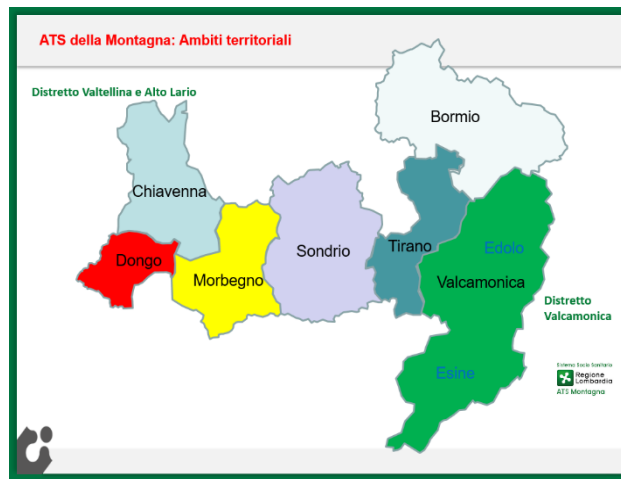 ATS della Montagna: Ambiti territoriali
Distretto Valtellina e Alto Lario
Bormio
Chiavenna
Sondrio
Tirano
Edolo
Dongo
Morbegno
Valcamonica
Distretto
Valcamonica
Esine
Sistema Socio Sanitario
Regione
Lombardia
ATS Montagna